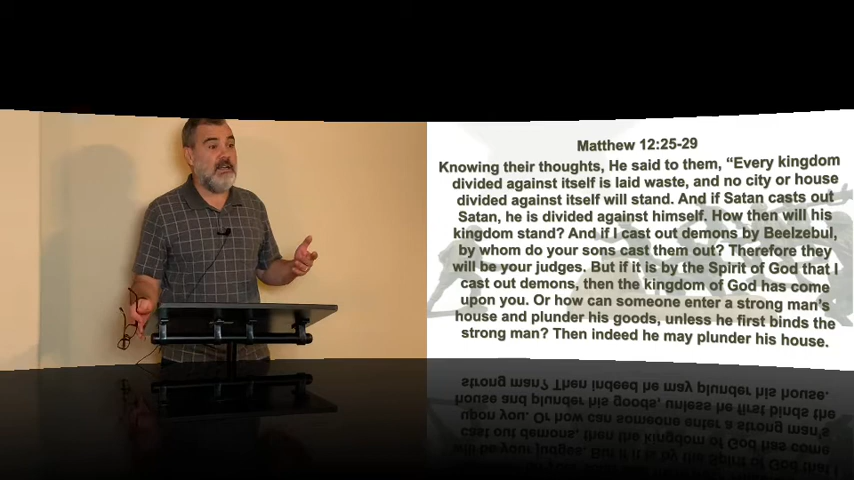 Matthew 12:25-29
Knowing their thoughts, He said to them, “Every kingdom
divided against itself is laid waste, and no city or house
divided against itself will stand. And if Satan casts out
Satan, he is divided against himself. How then will his
kingdom stand? And if I cast out demons by Beelzebul,
by whom do your sons cast them out? Therefore they
will be your judges. But if it is by the Spirit of God that I
cast out demons, then the kingdom of God has come
upon you. Or how can someone enter a strong man’s
house and plunder his goods, unless he first binds the
strong man? Then indeed he may plunder his house.